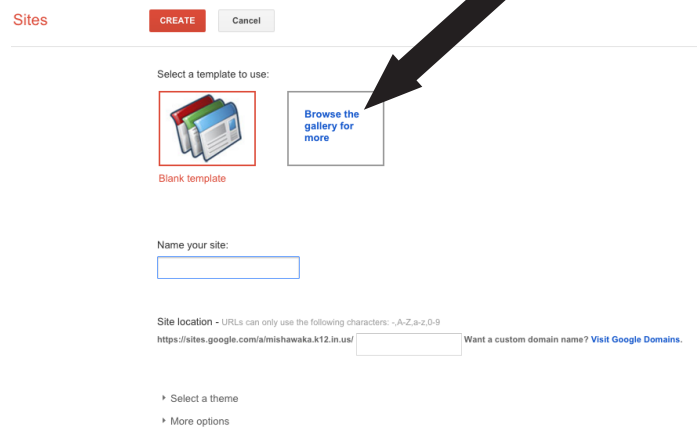 Sites
CREATE
Cancel
Select a template to use:
Browse the
gallery for
more
Blank template
Name your site:
Site location - URLs can only use the following characters: -,A-Z,a-z,0-9
https://sites.google.com/a/mishawaka.k12.in.us/ Want a custom domain name? Visit Google Domains.
Select a theme
More options